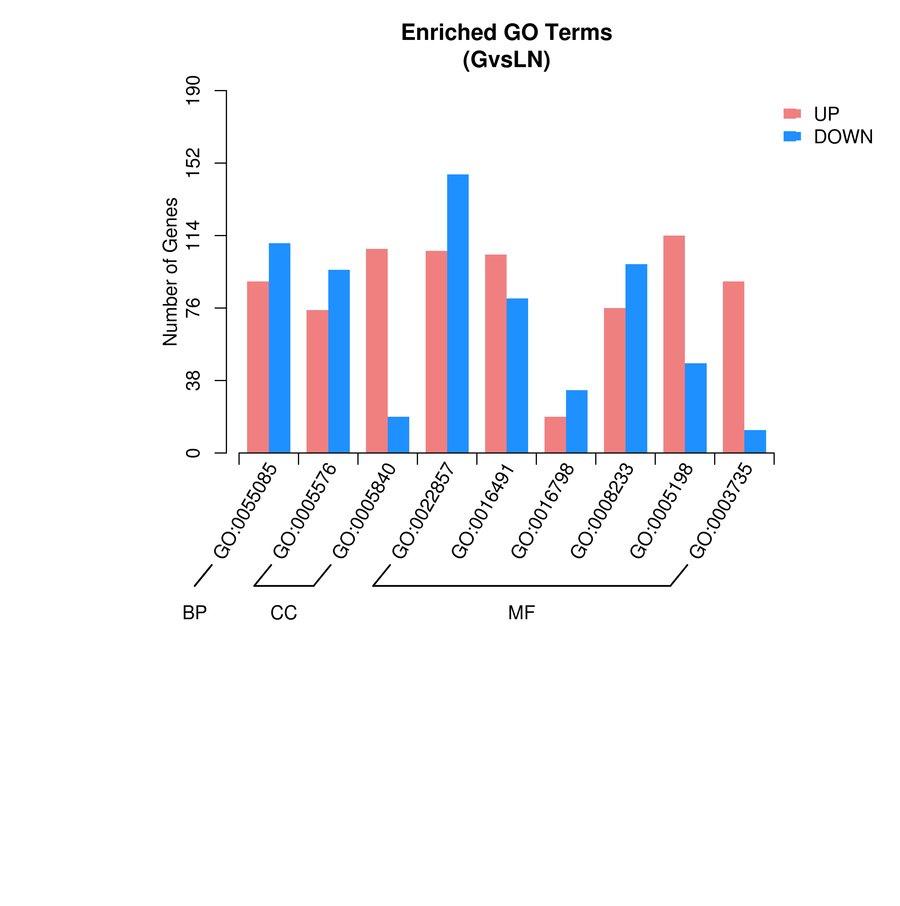 Enriched GO Terms
(GvsLN)
UP
DOWN
Number of Genes
190
152
114
76
38
0
GO:0055085
GO:0005576
GO:0005840
GO:0022857
GO:0016491
GO:0016798
GO:0008233
GO:0005198
GO:0003735
BP
CC
MF